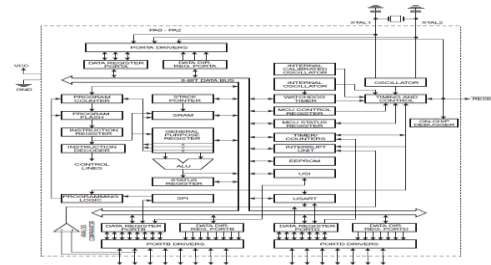 XTAL1
XTAL2
PA0 - PA2
PORTA DRIVERS
DATA REGISTER
PORTA
DATA DIR.
REG. PORTA
VCC
GND
8-BIT DATA BUS
INTERNAL
CALIBRATED
OSCILLATOR
INTERNAL
OSCILLATOR
OSCILLATOR
WATCHDOG
TIMER
TIMING AND
CONTROL
RESET
PROGRAM
COUNTER
STACK
POINTER
PROGRAM
FLASH
SRAM
MCU CONTROL
REGISTER
MCU STATUS
REGISTER
ON-CHIP
DEBUGGER
INSTRUCTION
REGISTER
GENERAL
PURPOSE
REGISTER
TIMER/
COUNTERS
INSTRUCTION
DECODER
INTERRUPT
UNIT
CONTROL
LINES
ALU
EEPROM
STATUS
REGISTER
USI
PROGRAMMING
LOGIC
SPI
USART
DATA REGISTER
PORTB
DATA DIR.
REG. PORTB
DATA REGISTER
PORTD
DATA DIR.
REG. PORTD
PORTB DRIVERS
PORTD DRIVERS